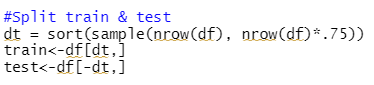 #Split train & test
dt = sort(sample(nrow(df), nrow(df)*.75))
train<-df[dt,]
test<-df[-dt,]